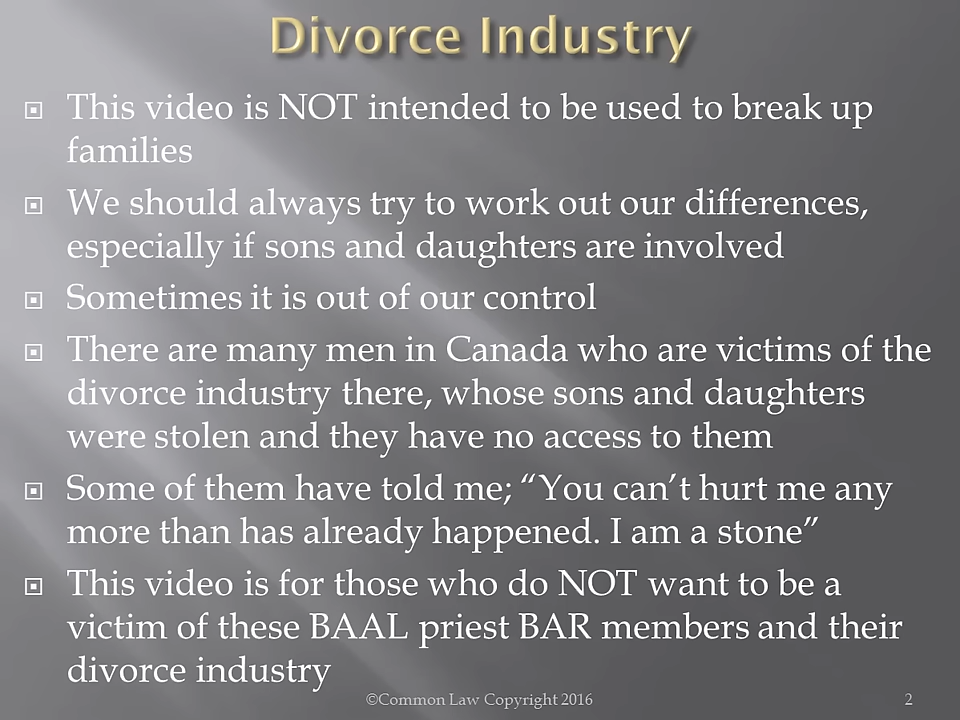 Divorce Industry
This video is NOT intended to be used to break up
families
We should always try to work out our differences,
especially if sons and daughters are involved
Sometimes it is out of our control
There are many men in Canada who are victims of the
divorce industry there, whose sons and daughters
were stolen and they have no access to them
Some of them have told me; “You can’t hurt me any
more than has already happened. I am a stone”
This video is for those who do NOT want to be a
victim of these BAAL priest BAR members and their
divorce industry
©Common Law Copyright 2016
2